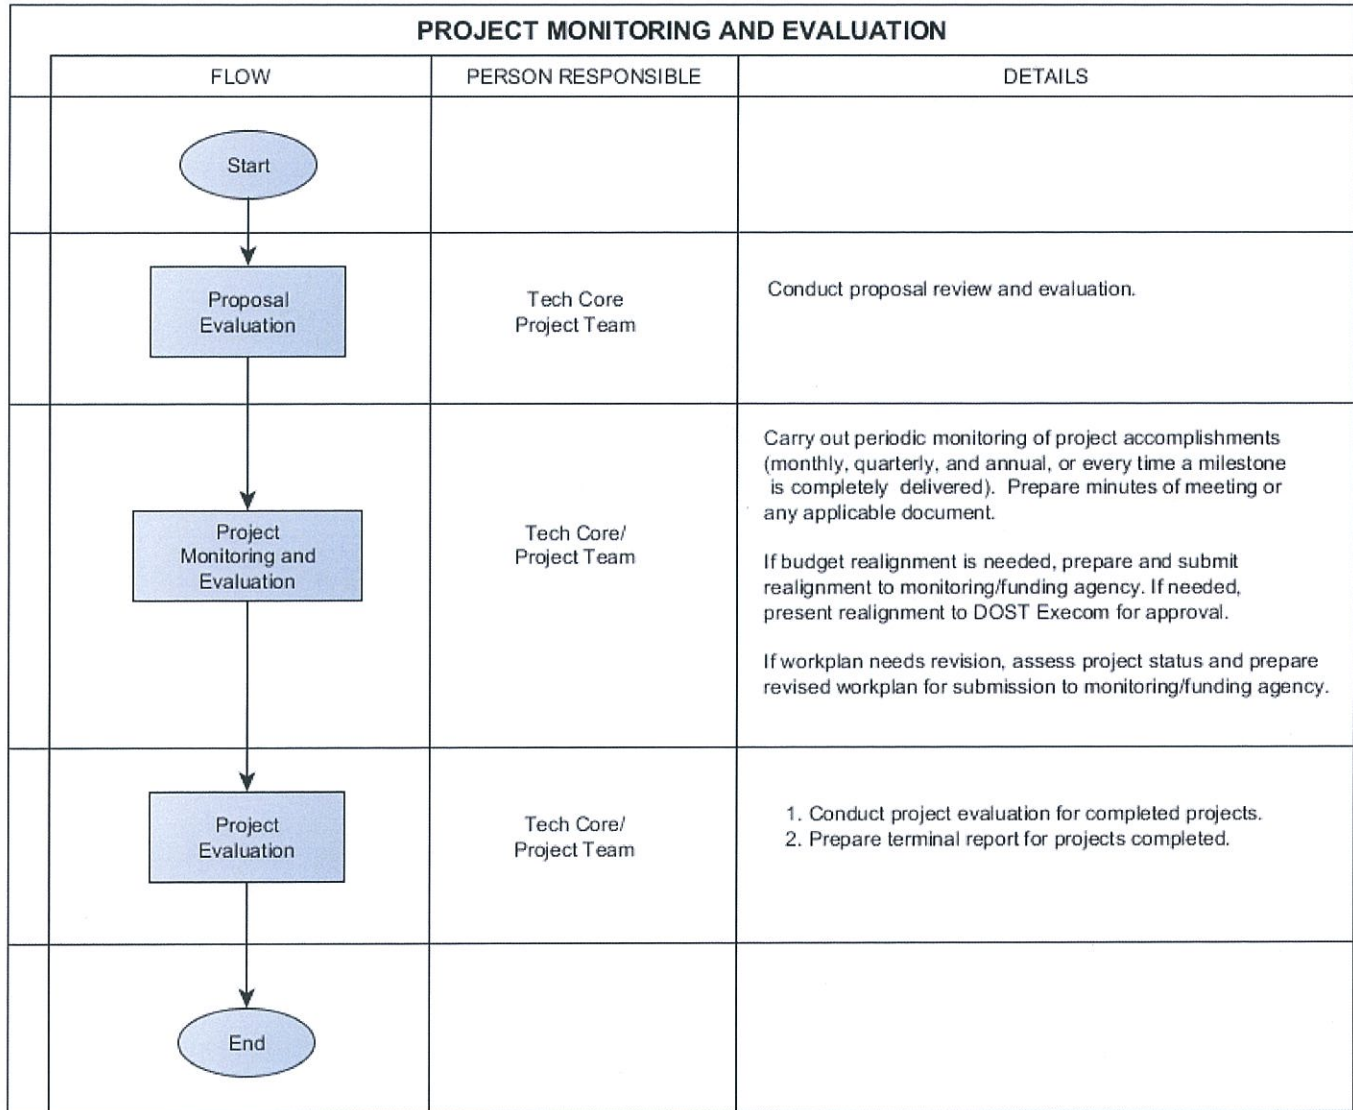 PROJECT MONITORING AND EVALUATION
FLOW
PERSON RESPONSIBLE
DETAILS
Start
Proposal
Evaluation
Tech Core
Project Team
Conduct proposal review and evaluation.
Project
Monitoring and
Evaluation
Tech Core/
Project Team
Carry out periodic monitoring of project accomplishments
(monthly, quarterly, and annual, or every time a milestone
is completely delivered). Prepare minutes of meeting or
any applicable document.
If budget realignment is needed, prepare and submit
realignment to monitoring/funding agency. If needed,
present realignment to DOST Execom for approval.
If workplan needs revision, assess project status and prepare
revised workplan for submission to monitoring/funding agency.
Project
Evaluation
Tech Core/
Project Team
1. Conduct project evaluation for completed projects.
2. Prepare terminal report for projects completed.
End